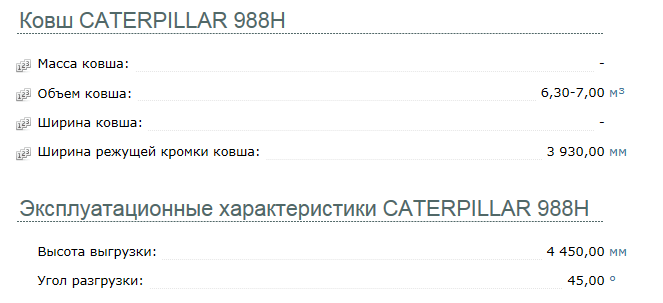 Ковш CATERPILLAR 988H
Масса ковша: -
Объем ковша: 6,30-7,00 м³
Ширина ковша: -
Ширина режущей кромки ковша: 3 930,00 мм
Эксплуатационные характеристики CATERPILLAR 988H
Высота выгрузки: 4 450,00 мм
Угол разгрузки: 45,00 º